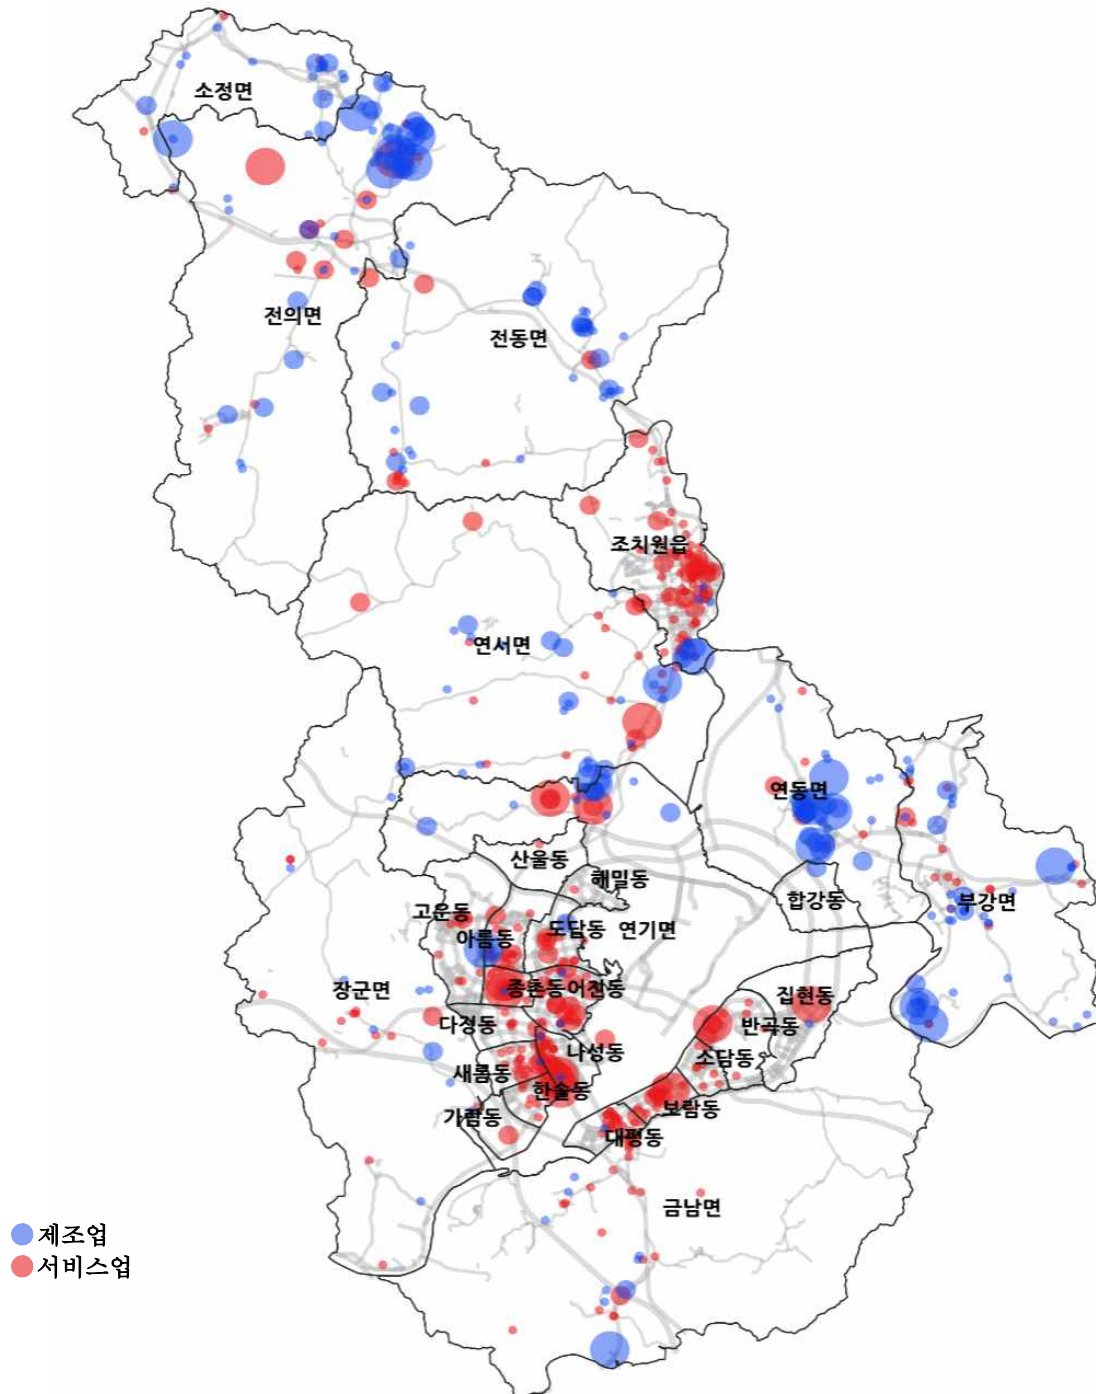 소정면
전의면
전동면
조치원읍
연서면
연동면
산울동
해밀동
합강동
부강면
고운동
아름동
도담동
연기면
장군면
종촌동
어진동
집현동
다정동
반곡동
나성동
소담동
새롬동
한솔동
가람동
보람동
대평동
금남면
제조업
서비스업